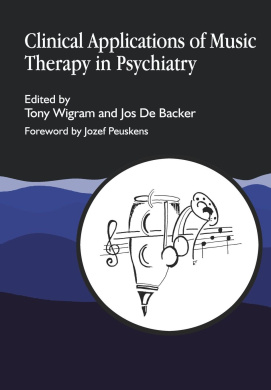 Clinical Applications of Music
Therapy in Psychiatry
Edited by
Tony Wigram and Jos De Backer
Foreword by Jozef Peuskens